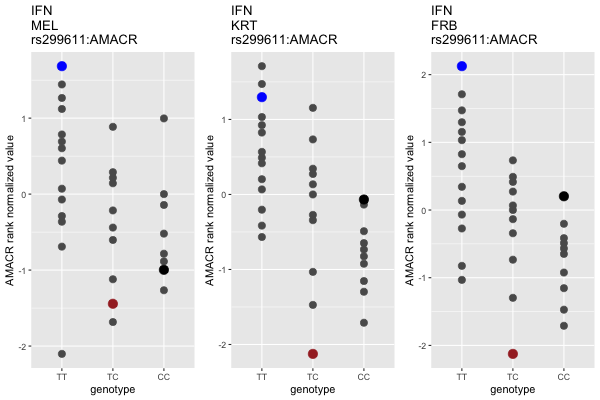 IFN
MEL
rs299611:AMACR
AMACR rank normalized value
1
0
-1
-2
TT TC CC
genotype
IFN
KRT
rs299611:AMACR
AMACR rank normalized value
1
0
-1
-2
TT TC CC
genotype
IFN
FRB
rs299611:AMACR
AMACR rank normalized value
2
1
0
-1
-2
TT TC CC
genotype